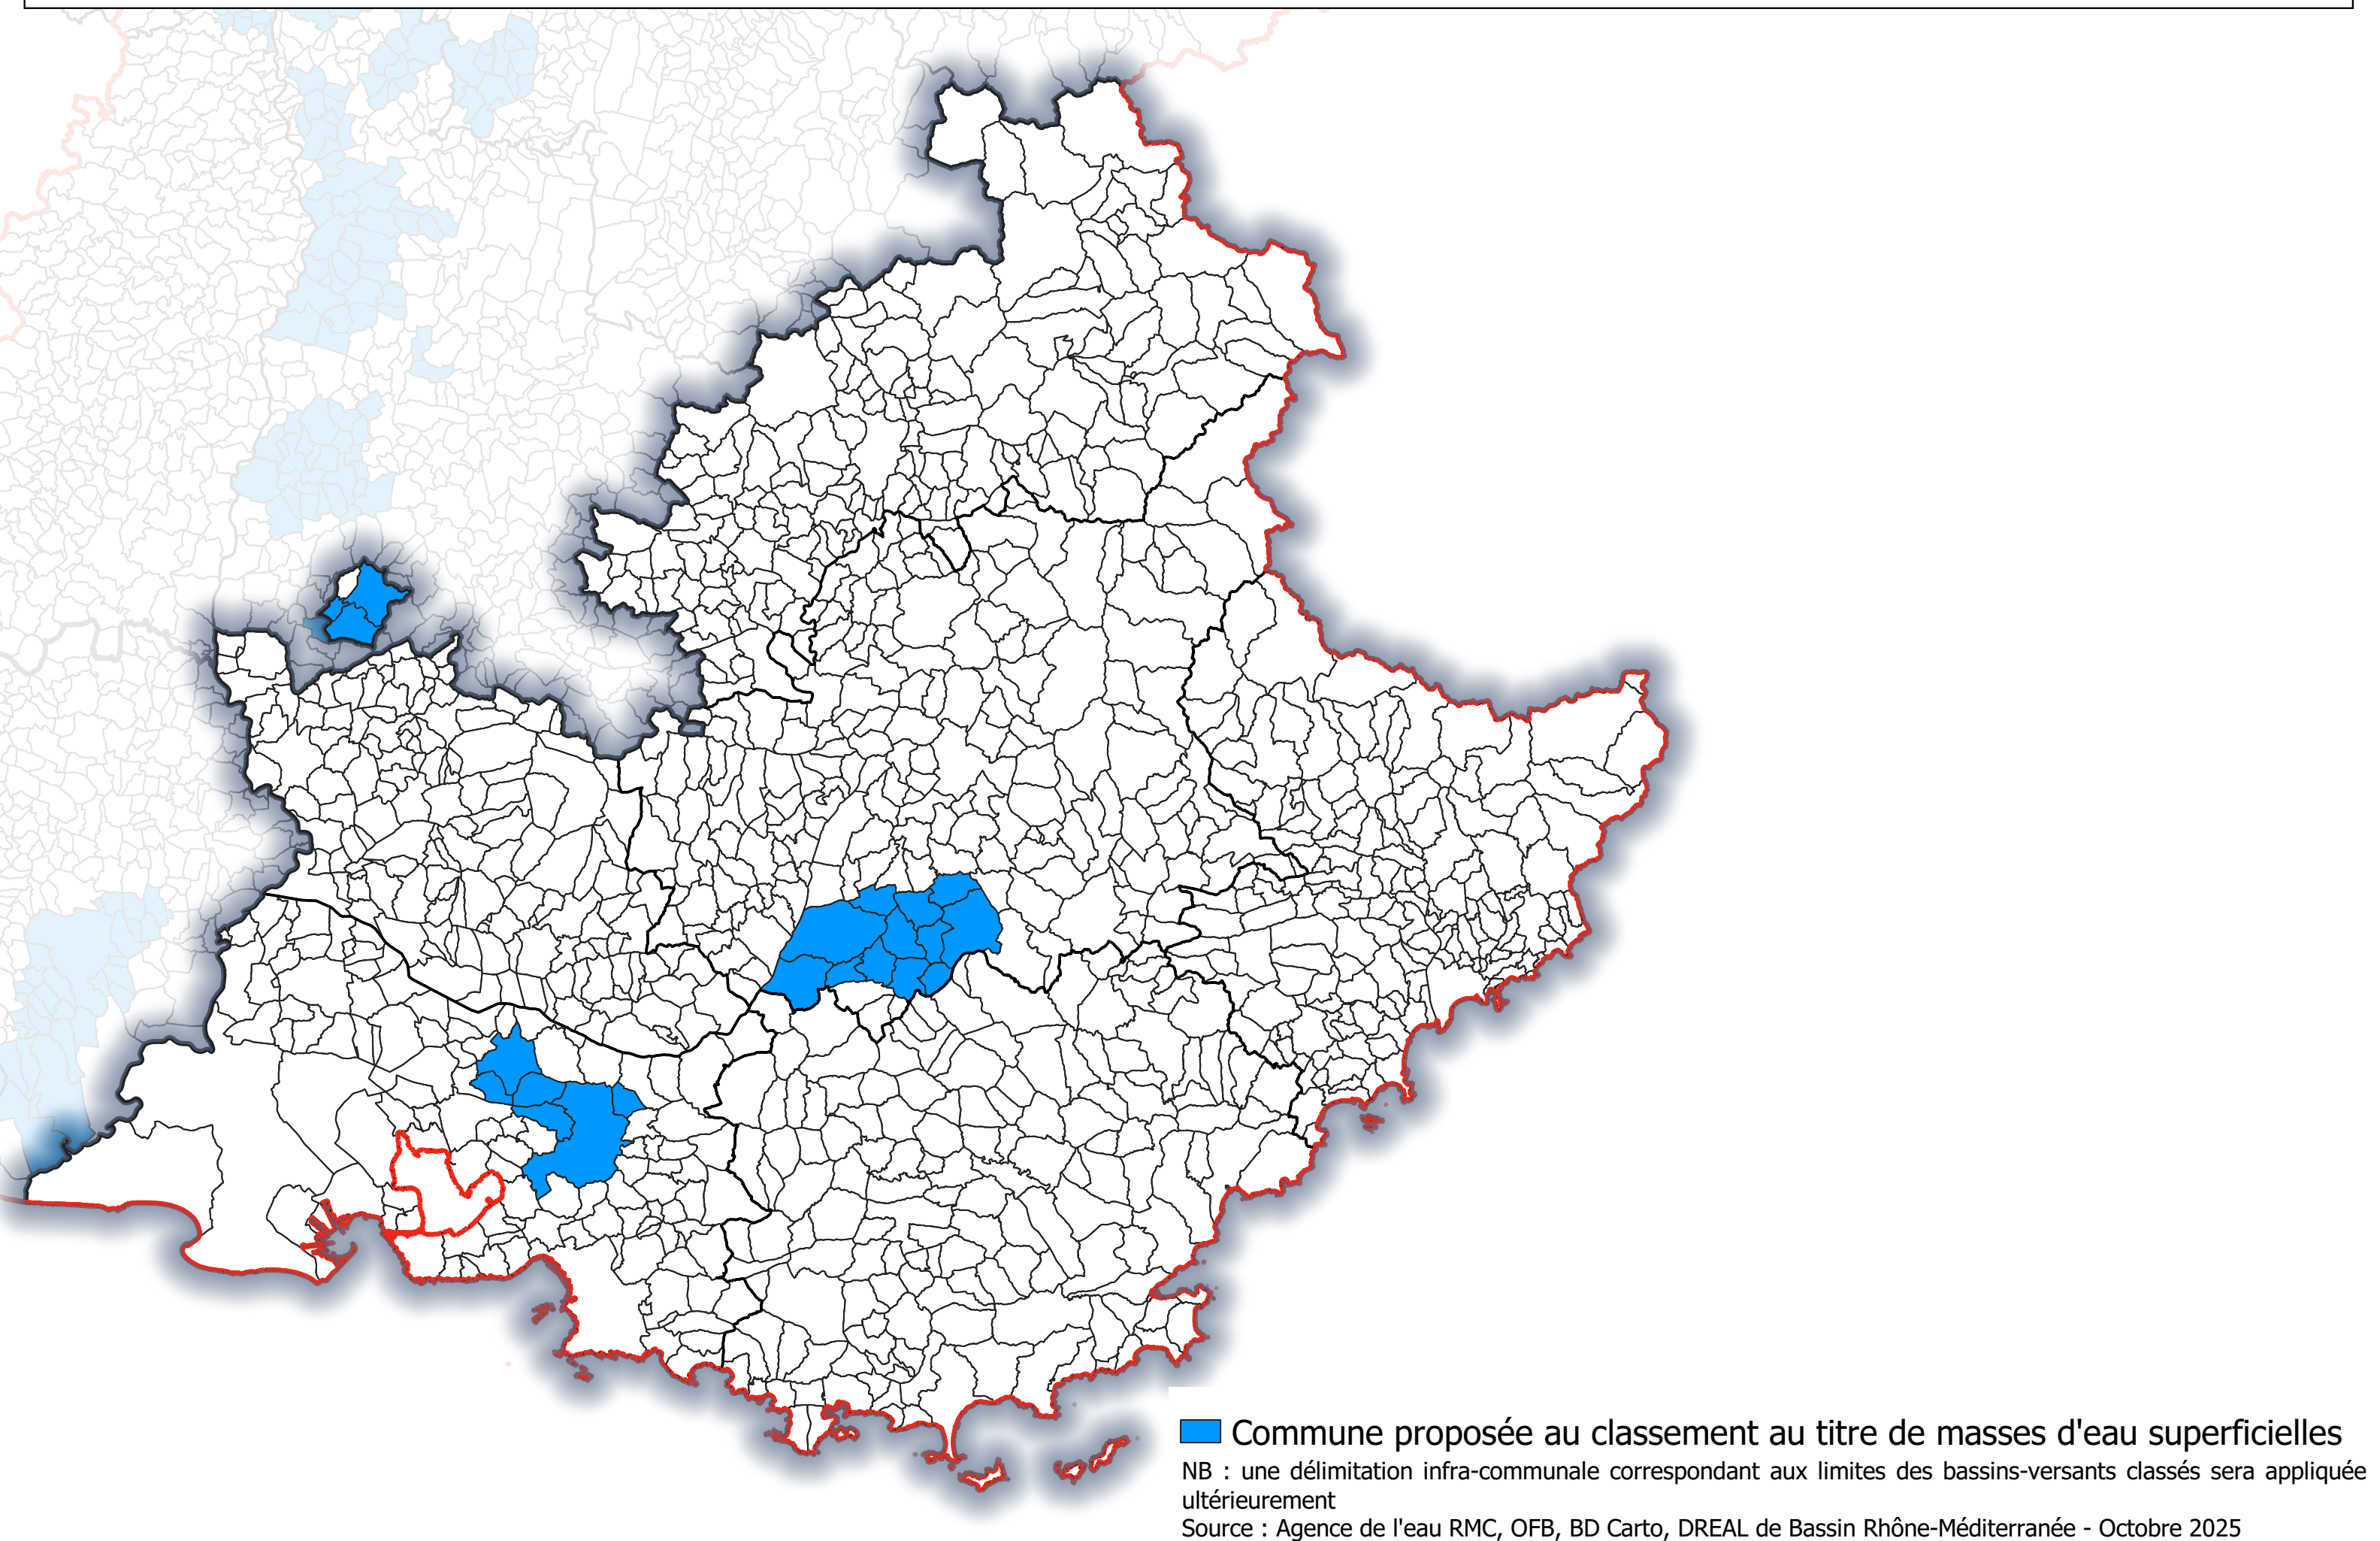 Commune proposée au classement au titre de masses d'eau superficielles
NB : une délimitation infra-communale correspondant aux limites des bassins-versants classés sera appliquée
ultérieurement
Source : Agence de l'eau RMC, OFB, BD Carto, DREAL de Bassin Rhône-Méditerranée - Octobre 2025